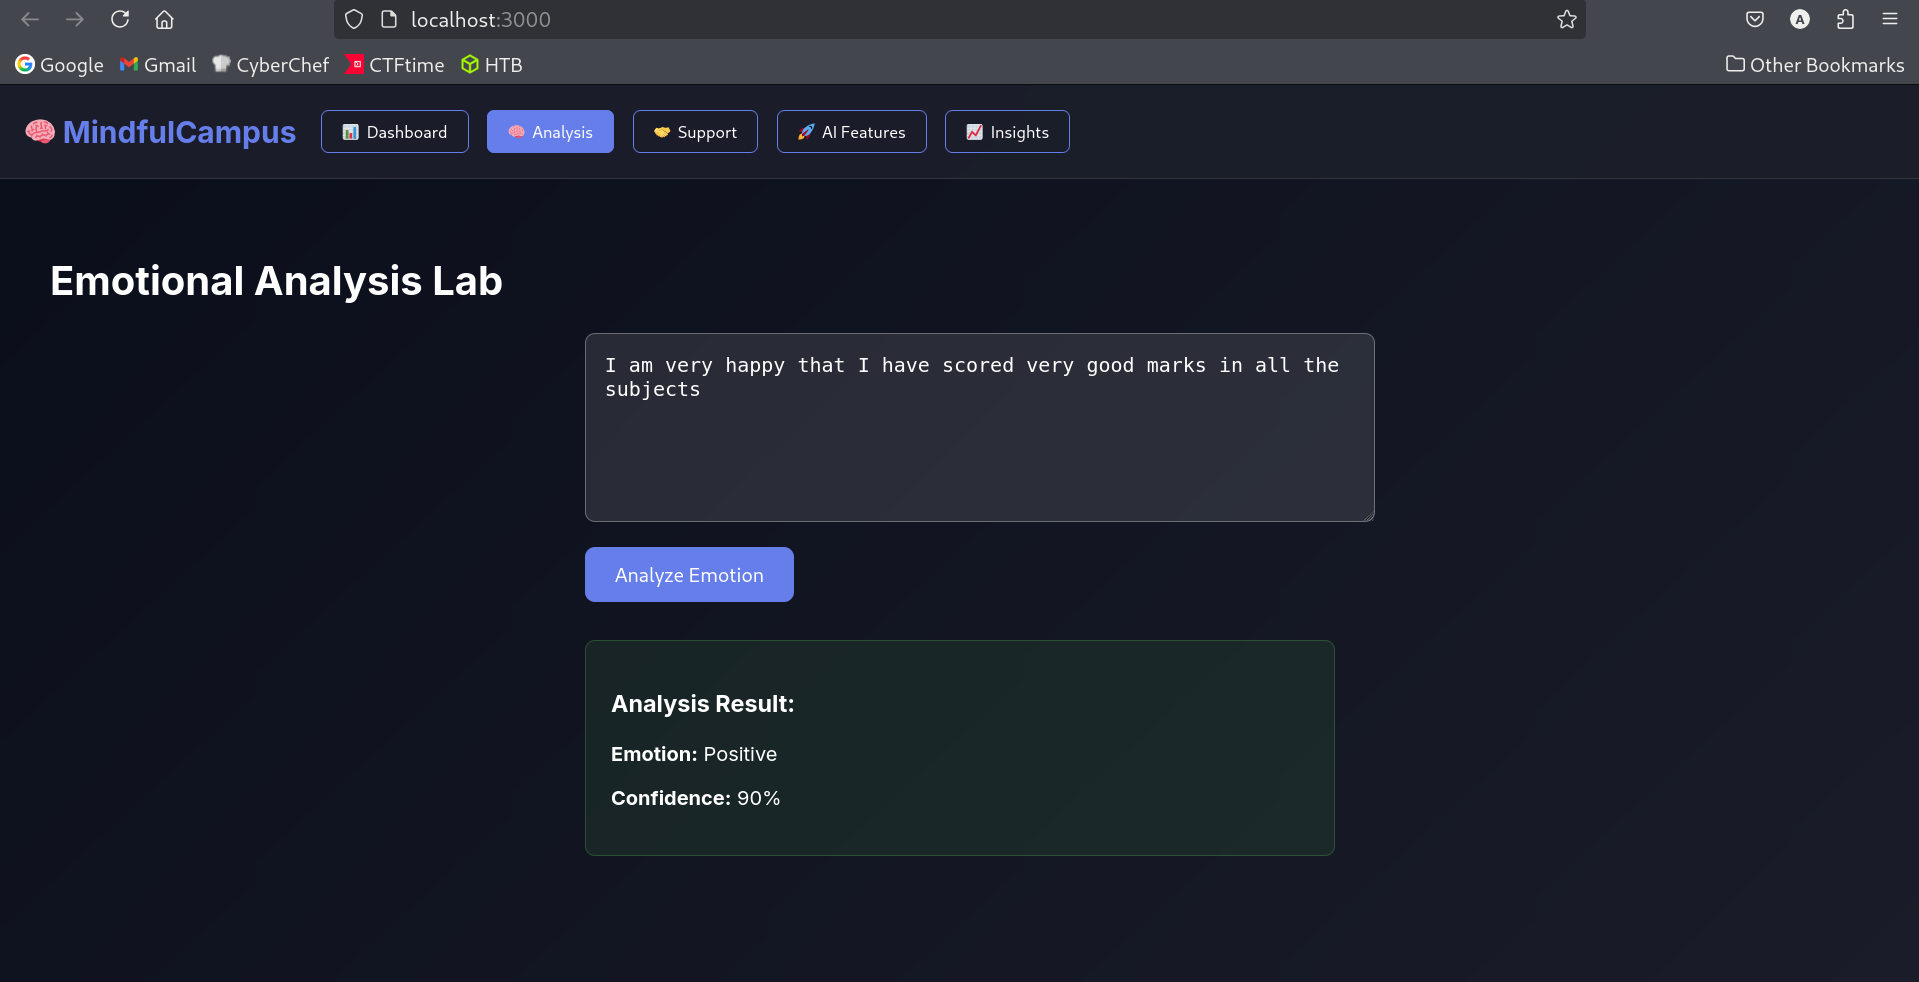 localhost:3000
Google Gmail CyberChef CTFtime HTB Other Bookmarks
MindfulCampus Dashboard Analysis Support AI Features Insights
Emotional Analysis Lab
I am very happy that I have scored very good marks in all the
subjects
Analyze Emotion
Analysis Result:
Emotion: Positive
Confidence: 90%